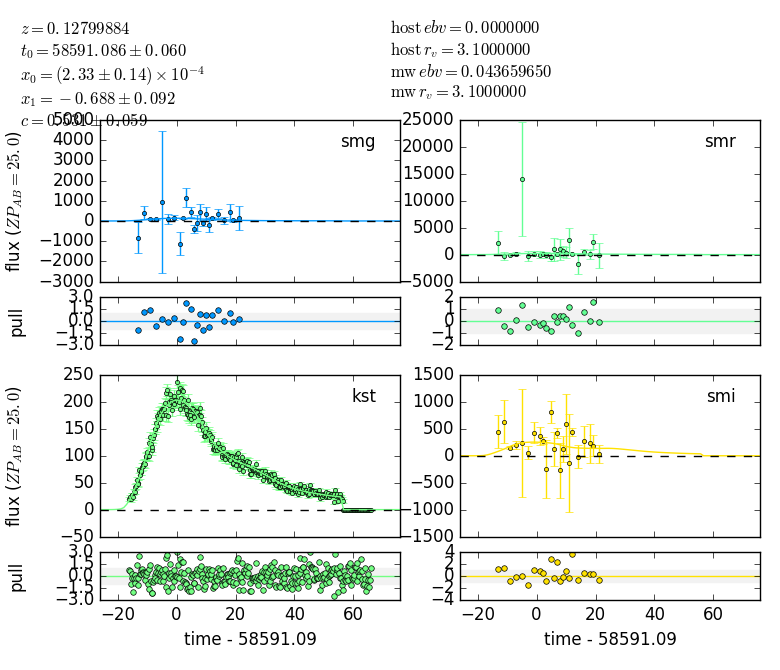 z = 0.12799884
t0 = 58591.086 ± 0.060
x0 = (2.33 ± 0.14) × 10^−4
x1 = −0.688 ± 0.092
c = 0.531 ± 0.059
host ebv = 0.0000000
host r_v = 3.1000000
mw ebv = 0.043659650
mw r_v = 3.1000000
flux (ZP_AB = 25.0)
5000
4000
3000
2000
1000
0
−1000
−2000
−3000
smg
25000
20000
15000
10000
5000
0
−5000
smr
pull
3.0
1.5
0.0
−1.5
−3.0
2
1
0
−1
−2
flux (ZP_AB = 25.0)
250
200
150
100
50
0
−50
kst
1500
1000
500
0
−500
−1000
−1500
smi
pull
3.0
1.5
0.0
−1.5
−3.0
4
2
0
−2
−4
−20 0 20 40 60
−20 0 20 40 60
time - 58591.09
time - 58591.09